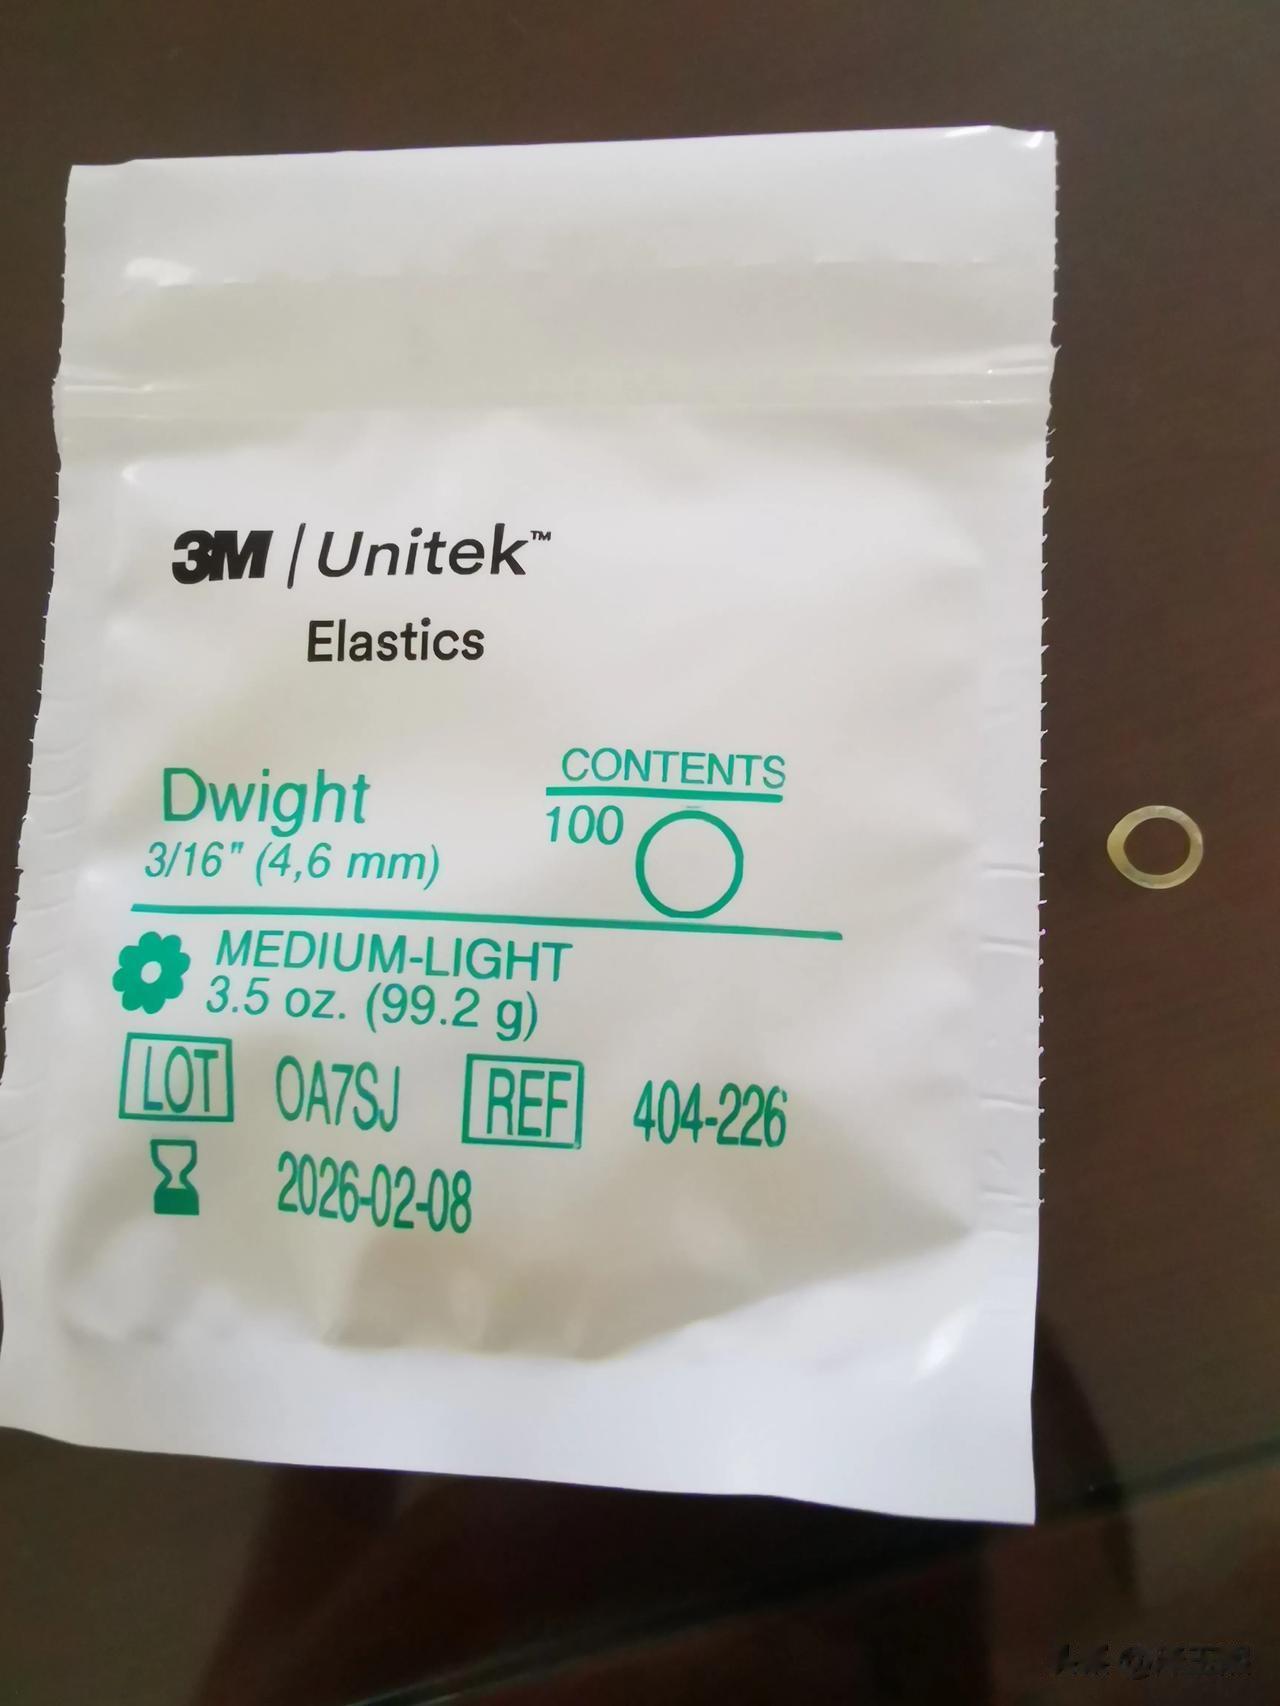 3M | Unitek™
Elastics
Dwight
3/16" (4,6 mm)
CONTENTS
100
MEDIUM-LIGHT
3.5 oz. (99.2 g)
LOT OA7SJ REF 404-226
2026-02-08